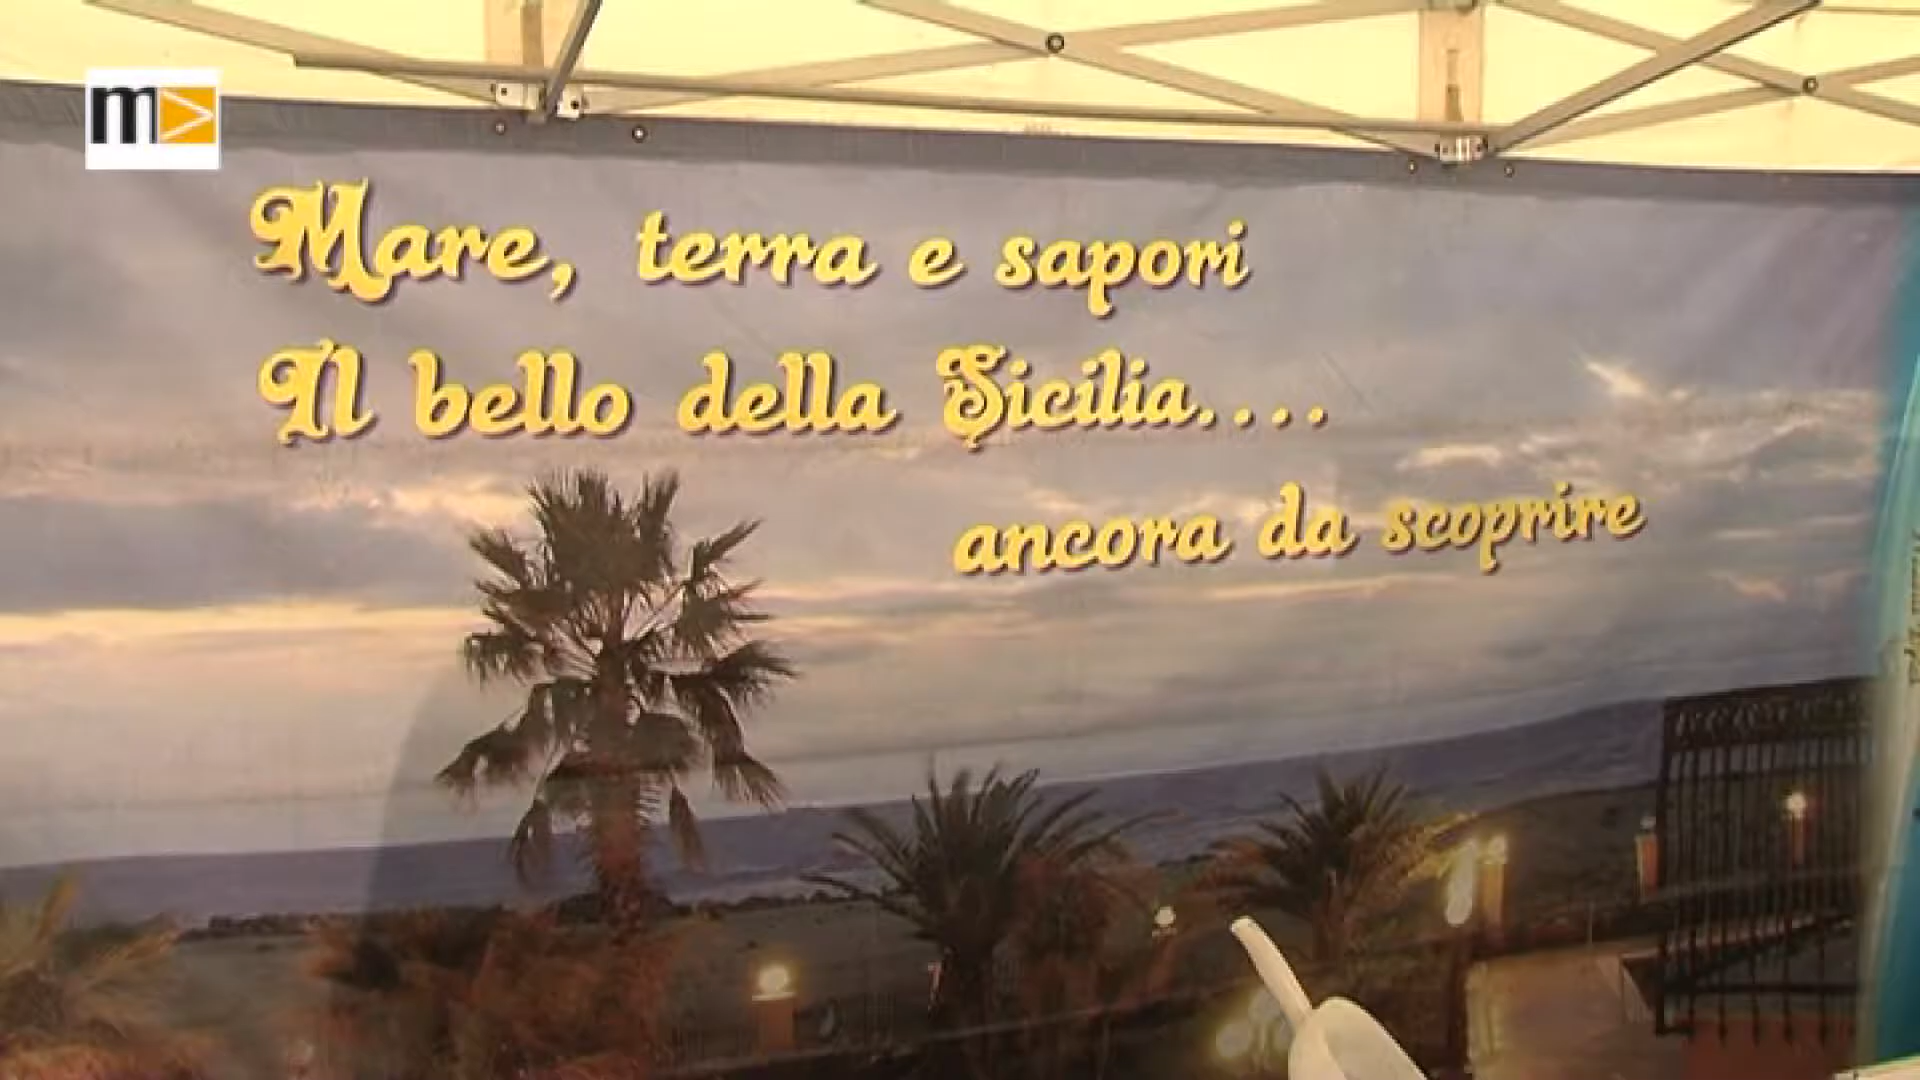 m>
Mare, terra e sapori
Il bello della Sicilia....
ancora da scoprire